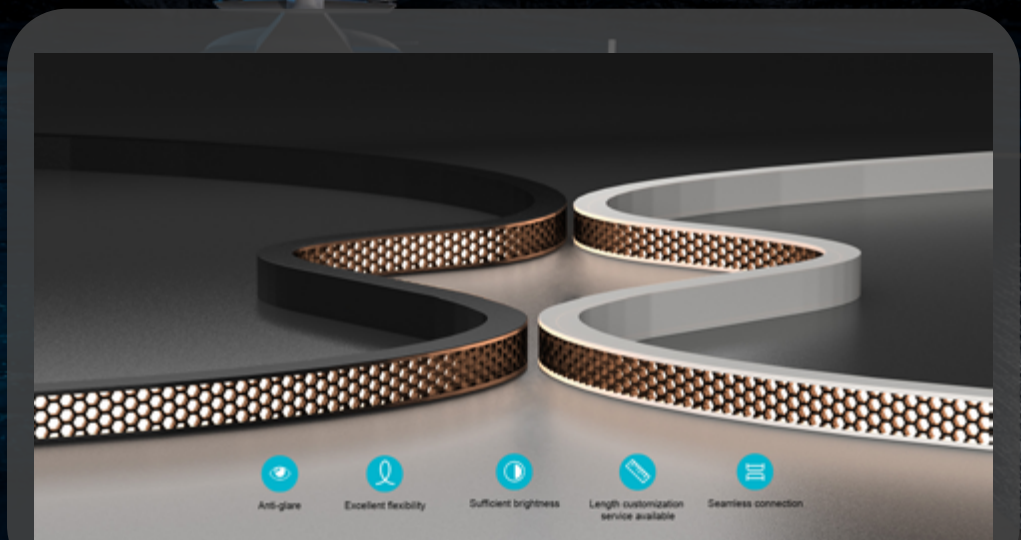 Anti-glare
Excellent flexibility
Sufficient brightness
Length customization
service available
Seamless connection